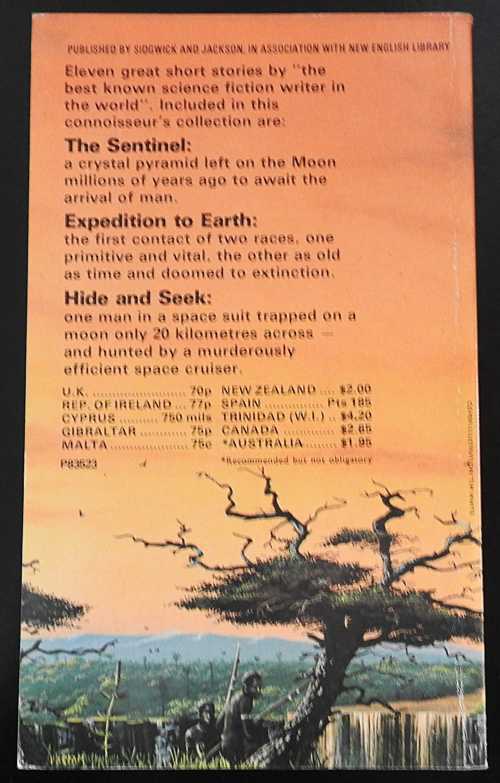 PUBLISHED BY SIDGWICK AND JACKSON, IN ASSOCIATION WITH NEW ENGLISH LIBRARY
Eleven great short stories by "the
best known science fiction writer in
the world". Included in this
connoisseur's collection are:
The Sentinel:
a crystal pyramid left on the Moon
millions of years ago to await the
arrival of man.
Expedition to Earth:
the first contact of two races, one
primitive and vital, the other as old
as time and doomed to extinction.
Hide and Seek:
one man in a space suit trapped on a
moon only 20 kilometres across —
and hunted by a murderously
efficient space cruiser.
U.K. .................... 70p NEW ZEALAND .... $2.00
REP. OF IRELAND ... 77p SPAIN .............. Pts 185
CYPRUS ............ 750 mils TRINIDAD (W.I.) .. $4.20
GIBRALTAR ............ 75p CANADA ............. $2.65
MALTA .................. 75c *AUSTRALIA ......... $1.95
P83523 *Recommended but not obligatory